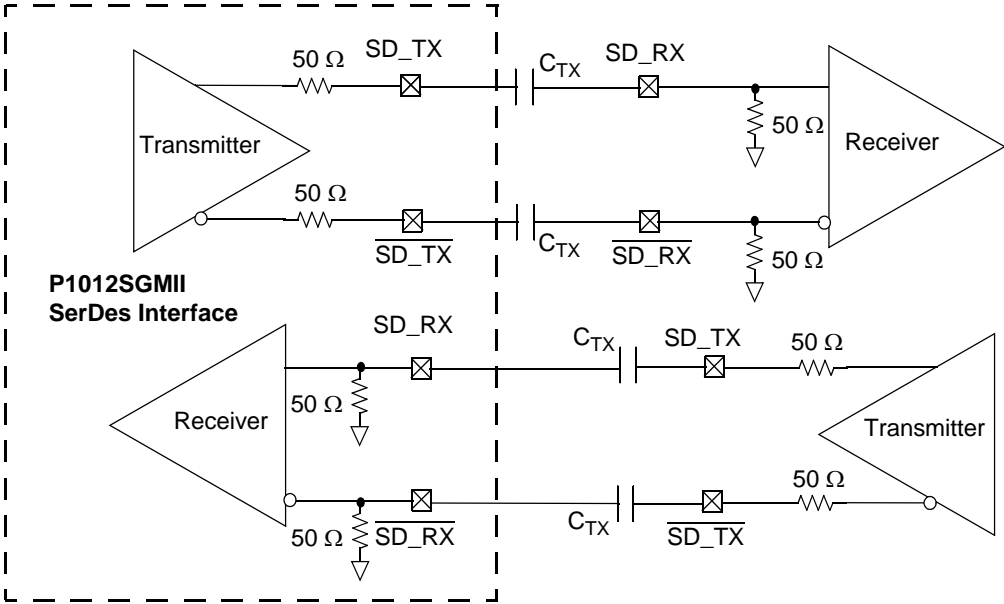 50 Ω
SD_TX
C_TX
SD_RX
50 Ω
Transmitter
Receiver
50 Ω
SD_TX
C_TX
SD_RX
50 Ω
P1012SGMII
SerDes Interface
SD_RX
C_TX
SD_TX
50 Ω
50 Ω
Receiver
Transmitter
50 Ω
50 Ω
SD_RX
C_TX
SD_TX